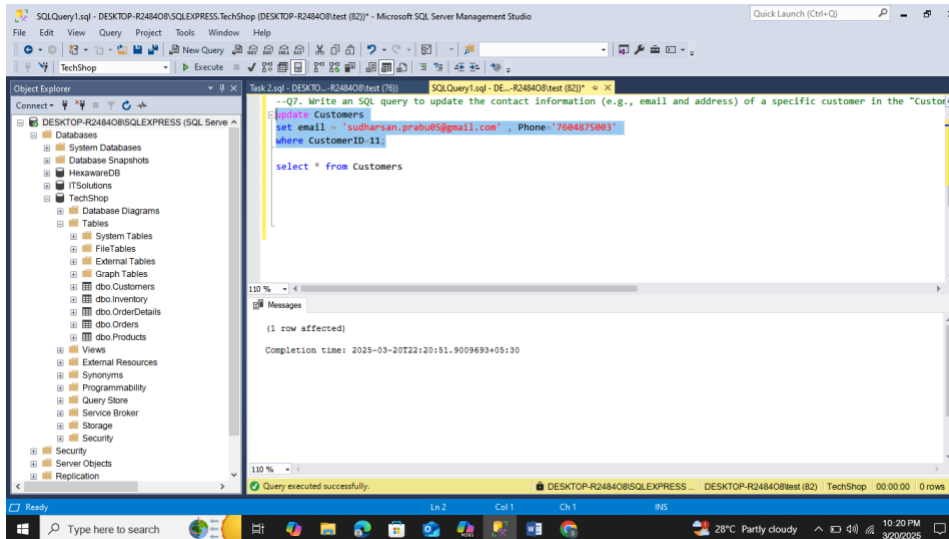 SQLQuery1.sql - DESKTOP-R2484O8\SQLEXPRESS.TechShop (DESKTOP-R2484O8\test (82))* - Microsoft SQL Server Management Studio
Quick Launch (Ctrl+Q)
File Edit View Query Project Tools Window Help
New Query
TechShop Execute
Object Explorer
Task 2.sql - DESKTO...-R2484O8\test (76))
SQLQuery1.sql - DE...-R2484O8\test (82))*
Connect
DESKTOP-R2484O8\SQLEXPRESS (SQL Serve
Databases
System Databases
Database Snapshots
HexawareDB
ITSolutions
TechShop
Database Diagrams
Tables
System Tables
FileTables
External Tables
Graph Tables
dbo.Customers
dbo.Inventory
dbo.OrderDetails
dbo.Orders
dbo.Products
Views
External Resources
Synonyms
Programmability
Query Store
Service Broker
Storage
Security
Security
Server Objects
Replication
--Q7. Write an SQL query to update the contact information (e.g., email and address) of a specific customer in the "Custo
update Customers
set email = 'sudharsan.prabu05@gmail.com' , Phone='7604875003'
where CustomerID=11;
select * from Customers
110 %
Messages
(1 row affected)
Completion time: 2025-03-20T22:20:51.9009693+05:30
110 %
Query executed successfully.
DESKTOP-R2484O8\SQLEXPRESS ... DESKTOP-R2484O8\test (82) TechShop 00:00:00 0 rows
Ready Ln 2 Col 1 Ch 1 INS
Type here to search
28°C Partly cloudy
10:20 PM
3/20/2025